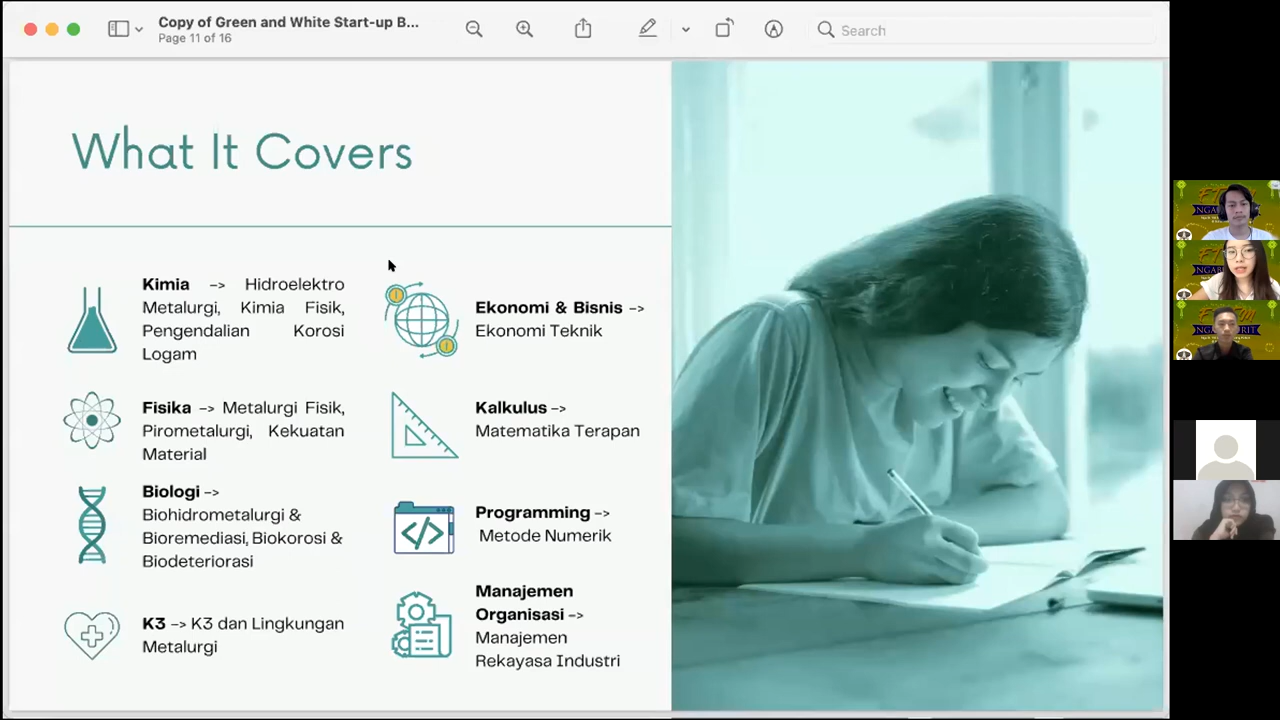 Copy of Green and White Start-up B...
Page 11 of 16
Search
What It Covers
Kimia -> Hidroelektro
Metalurgi, Kimia Fisik,
Pengendalian Korosi
Logam
Fisika -> Metalurgi Fisik,
Pirometalurgi, Kekuatan
Material
Biologi ->
Biohidrometalurgi &
Bioremediasi, Biokorosi &
Biodeteriorasi
K3 -> K3 dan Lingkungan
Metalurgi
Ekonomi & Bisnis ->
Ekonomi Teknik
Kalkulus ->
Matematika Terapan
</>
Programming ->
Metode Numerik
Manajemen
Organisasi ->
Manajemen
Rekayasa Industri